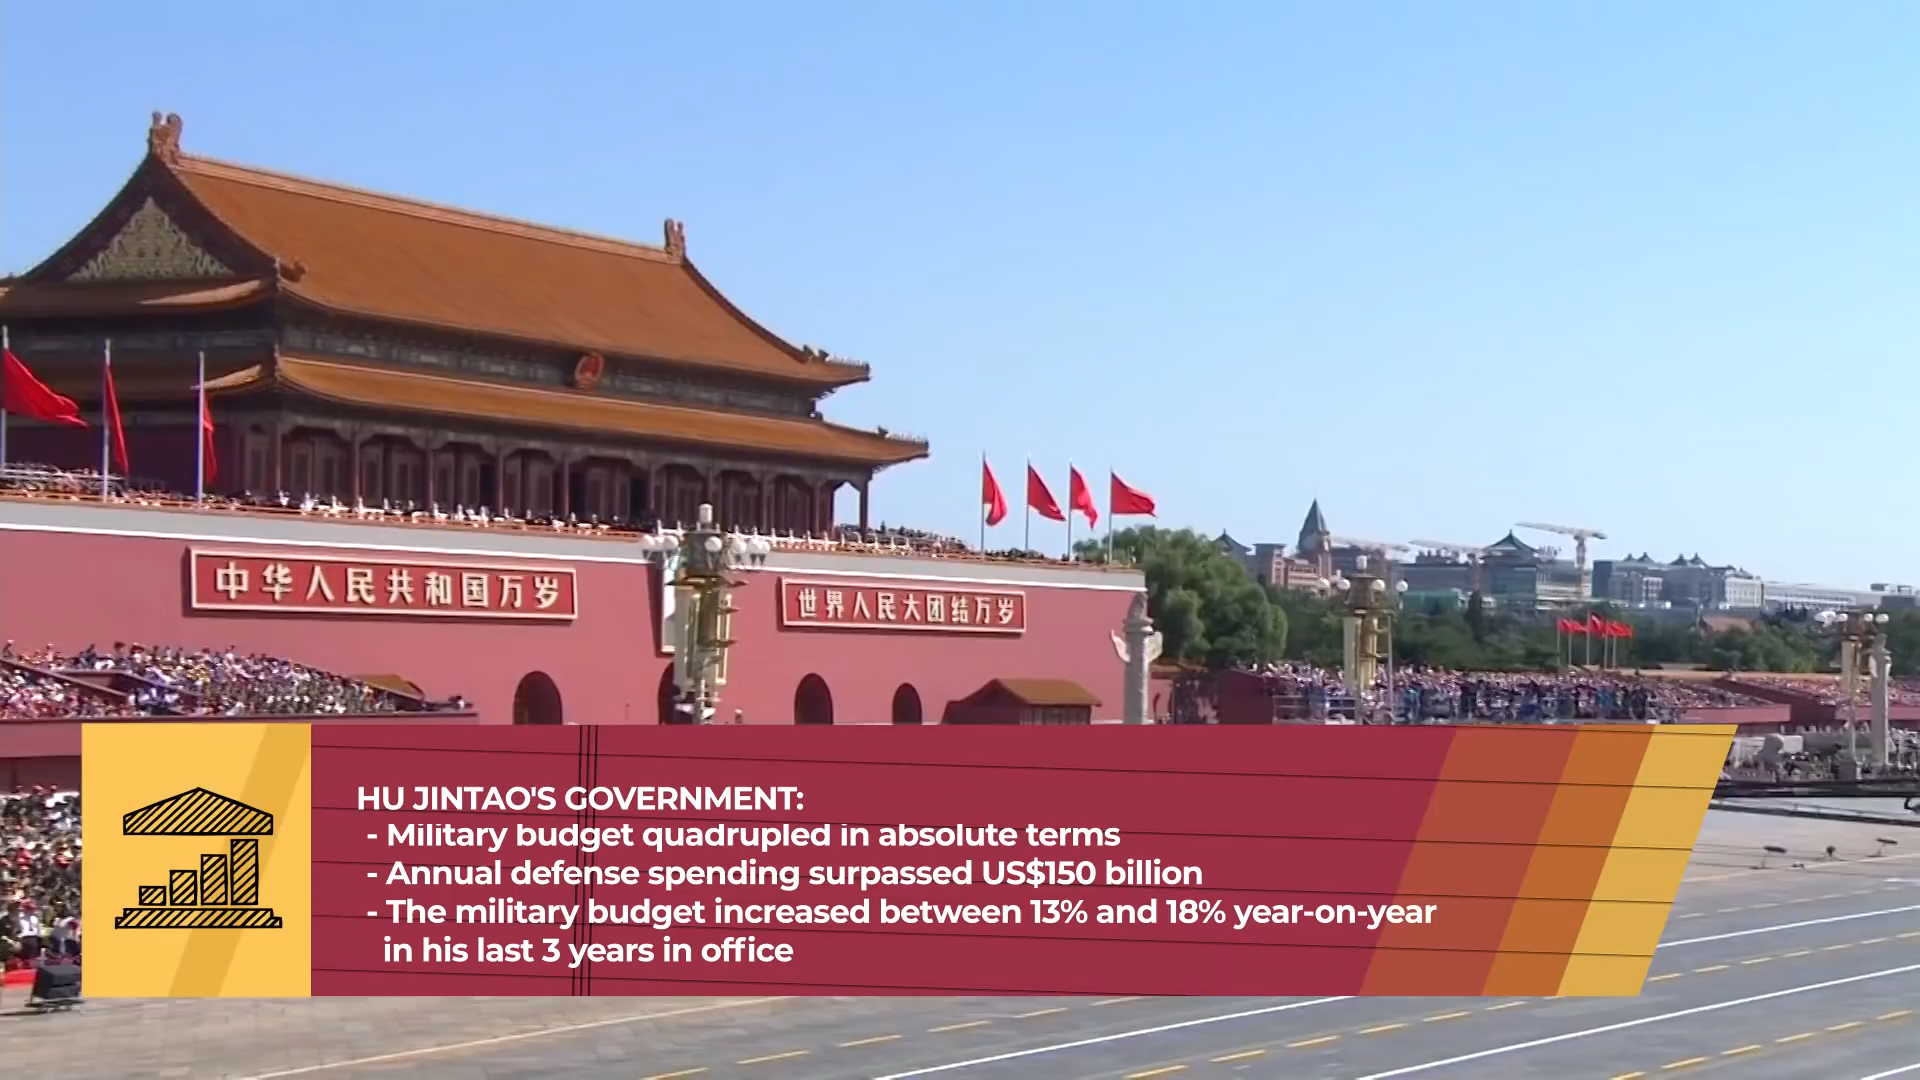 中华人民共和国万岁
世界人民大团结万岁
HU JINTAO'S GOVERNMENT:
- Military budget quadrupled in absolute terms
- Annual defense spending surpassed US$150 billion
- The military budget increased between 13% and 18% year-on-year
in his last 3 years in office